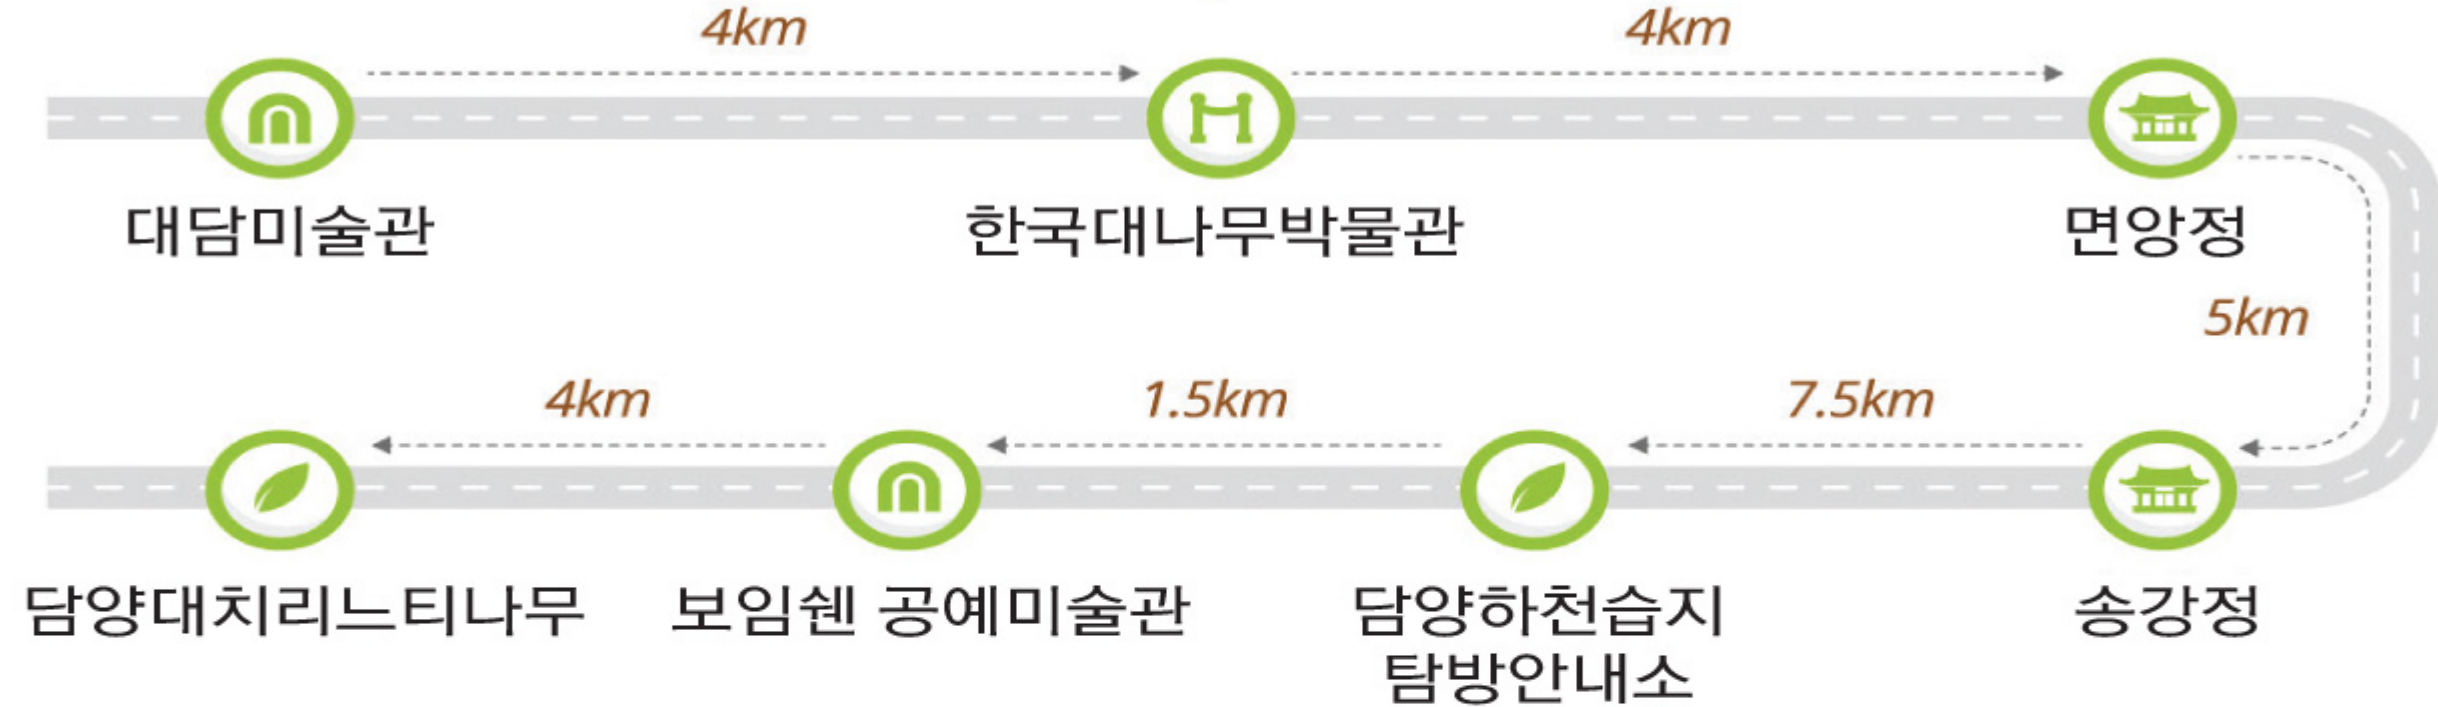 4km
4km
대담미술관
한국대나무박물관
면앙정
5km
4km
1.5km
7.5km
담양대치리느티나무
보임쉔 공예미술관
담양하천습지
탐방안내소
송강정